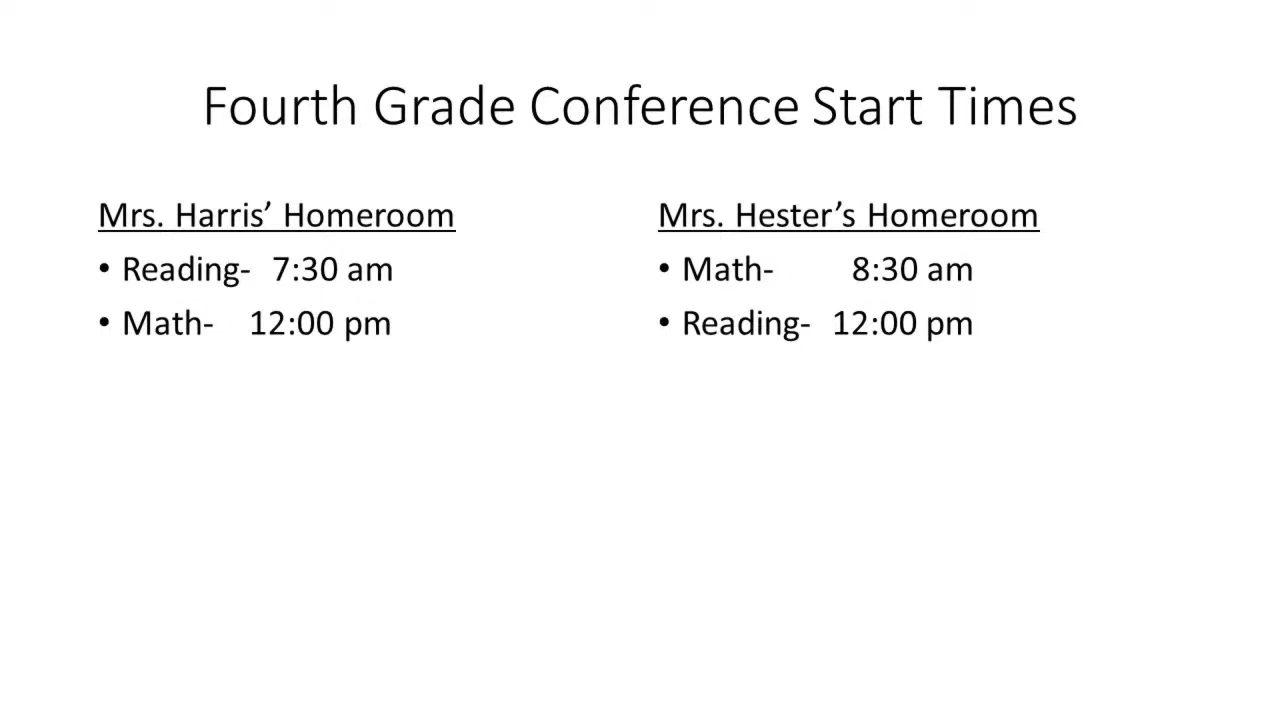 Fourth Grade Conference Start Times
Mrs. Harris’ Homeroom
• Reading- 7:30 am
• Math- 12:00 pm
Mrs. Hester’s Homeroom
• Math- 8:30 am
• Reading- 12:00 pm